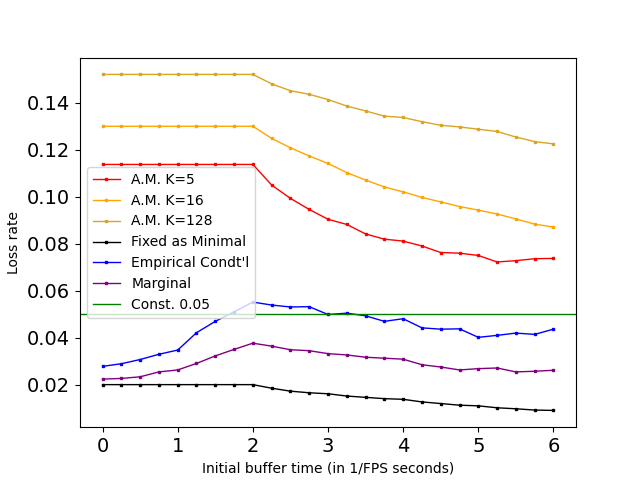 0.14
0.12
0.10
0.08
0.06
0.04
0.02
Loss rate
A.M. K=5
A.M. K=16
A.M. K=128
Fixed as Minimal
Empirical Condt'l
Marginal
Const. 0.05
0 1 2 3 4 5 6
Initial buffer time (in 1/FPS seconds)